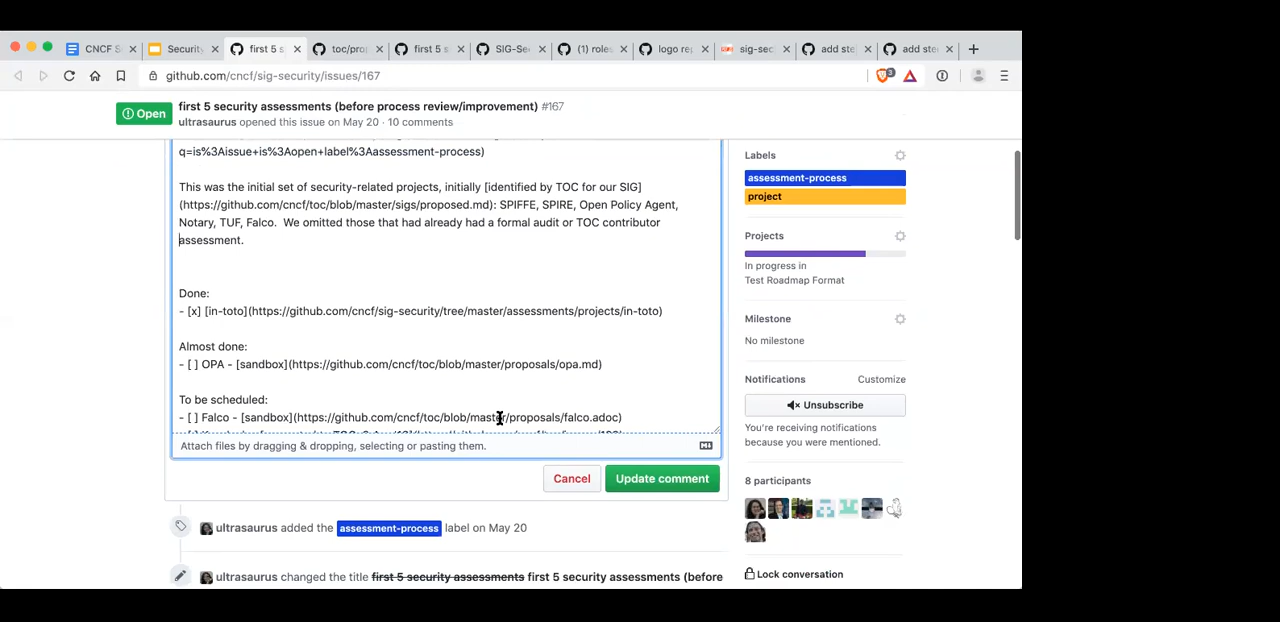 CNCF S
Security
first 5 s
toc/prop
first 5 s
SIG-Sec
(1) roles
logo req
sig-sec
add ste
add ste
github.com/cncf/sig-security/issues/167
3
Open
first 5 security assessments (before process review/improvement) #167
ultrasaurus opened this issue on May 20 · 10 comments
q=is%3Aissue+is%3Aopen+label%3Aassessment-process)
This was the initial set of security-related projects, initially [identified by TOC for our SIG]
(https://github.com/cncf/toc/blob/master/sigs/proposed.md): SPIFFE, SPIRE, Open Policy Agent,
Notary, TUF, Falco. We omitted those that had already had a formal audit or TOC contributor
assessment.
Done:
- [x] [in-toto](https://github.com/cncf/sig-security/tree/master/assessments/projects/in-toto)
Almost done:
- [ ] OPA - [sandbox](https://github.com/cncf/toc/blob/master/proposals/opa.md)
To be scheduled:
- [ ] Falco - [sandbox](https://github.com/cncf/toc/blob/master/proposals/falco.adoc)
Attach files by dragging & dropping, selecting or pasting them.
Cancel
Update comment
ultrasaurus added the assessment-process label on May 20
ultrasaurus changed the title first 5 security assessments first 5 security assessments (before
Labels
assessment-process
project
Projects
In progress in
Test Roadmap Format
Milestone
No milestone
Notifications
Customize
Unsubscribe
You're receiving notifications
because you were mentioned.
8 participants
Lock conversation